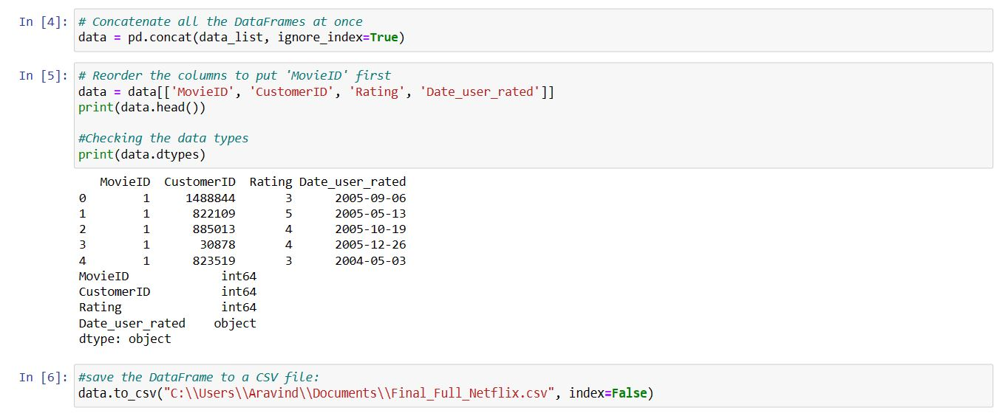 In [4]: # Concatenate all the DataFrames at once
data = pd.concat(data_list, ignore_index=True)
In [5]: # Reorder the columns to put 'MovieID' first
data = data[['MovieID', 'CustomerID', 'Rating', 'Date_user_rated']]
print(data.head())
#Checking the data types
print(data.dtypes)
MovieID CustomerID Rating Date_user_rated
0 1 1488844 3 2005-09-06
1 1 822109 5 2005-05-13
2 1 885013 4 2005-10-19
3 1 30878 4 2005-12-26
4 1 823519 3 2004-05-03
MovieID int64
CustomerID int64
Rating int64
Date_user_rated object
dtype: object
In [6]: #save the DataFrame to a CSV file:
data.to_csv("C:\\Users\\Aravind\\Documents\\Final_Full_Netflix.csv", index=False)